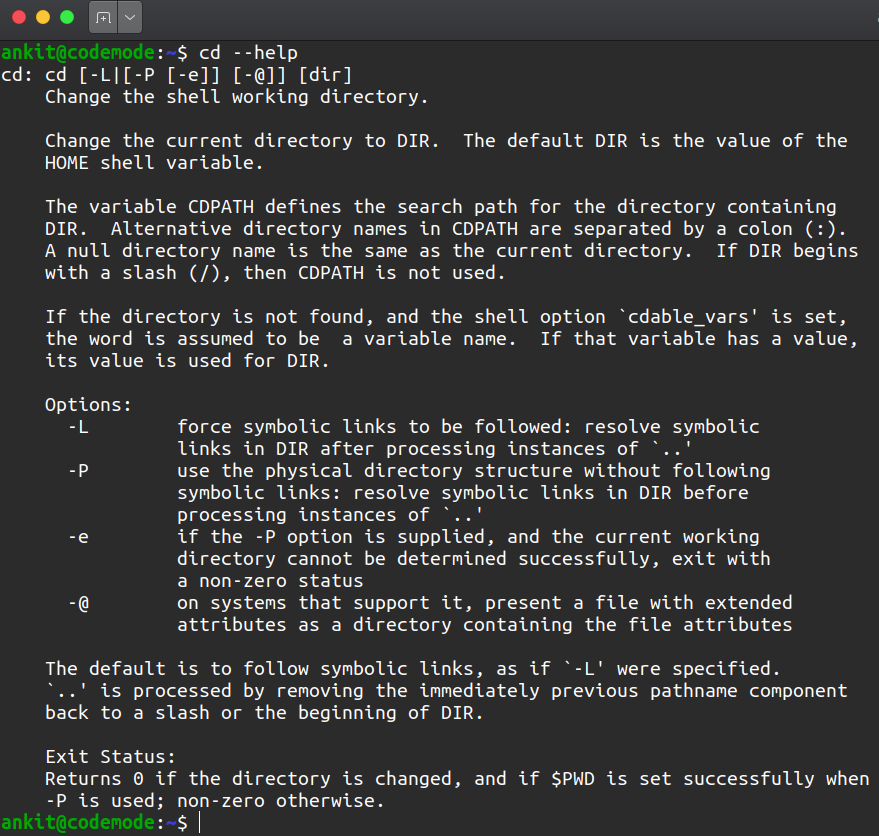 ankit@codemode:~$ cd --help
cd: cd [-L|[-P [-e]] [-@]] [dir]
    Change the shell working directory.

    Change the current directory to DIR.  The default DIR is the value of the
    HOME shell variable.

    The variable CDPATH defines the search path for the directory containing
    DIR.  Alternative directory names in CDPATH are separated by a colon (:).
    A null directory name is the same as the current directory.  If DIR begins
    with a slash (/), then CDPATH is not used.

    If the directory is not found, and the shell option `cdable_vars' is set,
    the word is assumed to be  a variable name.  If that variable has a value,
    its value is used for DIR.

    Options:
      -L        force symbolic links to be followed: resolve symbolic
                links in DIR after processing instances of `..'
      -P        use the physical directory structure without following
                symbolic links: resolve symbolic links in DIR before
                processing instances of `..'
      -e        if the -P option is supplied, and the current working
                directory cannot be determined successfully, exit with
                a non-zero status
      -@        on systems that support it, present a file with extended
                attributes as a directory containing the file attributes

    The default is to follow symbolic links, as if `-L' were specified.
    `..' is processed by removing the immediately previous pathname component
    back to a slash or the beginning of DIR.

    Exit Status:
    Returns 0 if the directory is changed, and if $PWD is set successfully when
    -P is used; non-zero otherwise.
ankit@codemode:~$